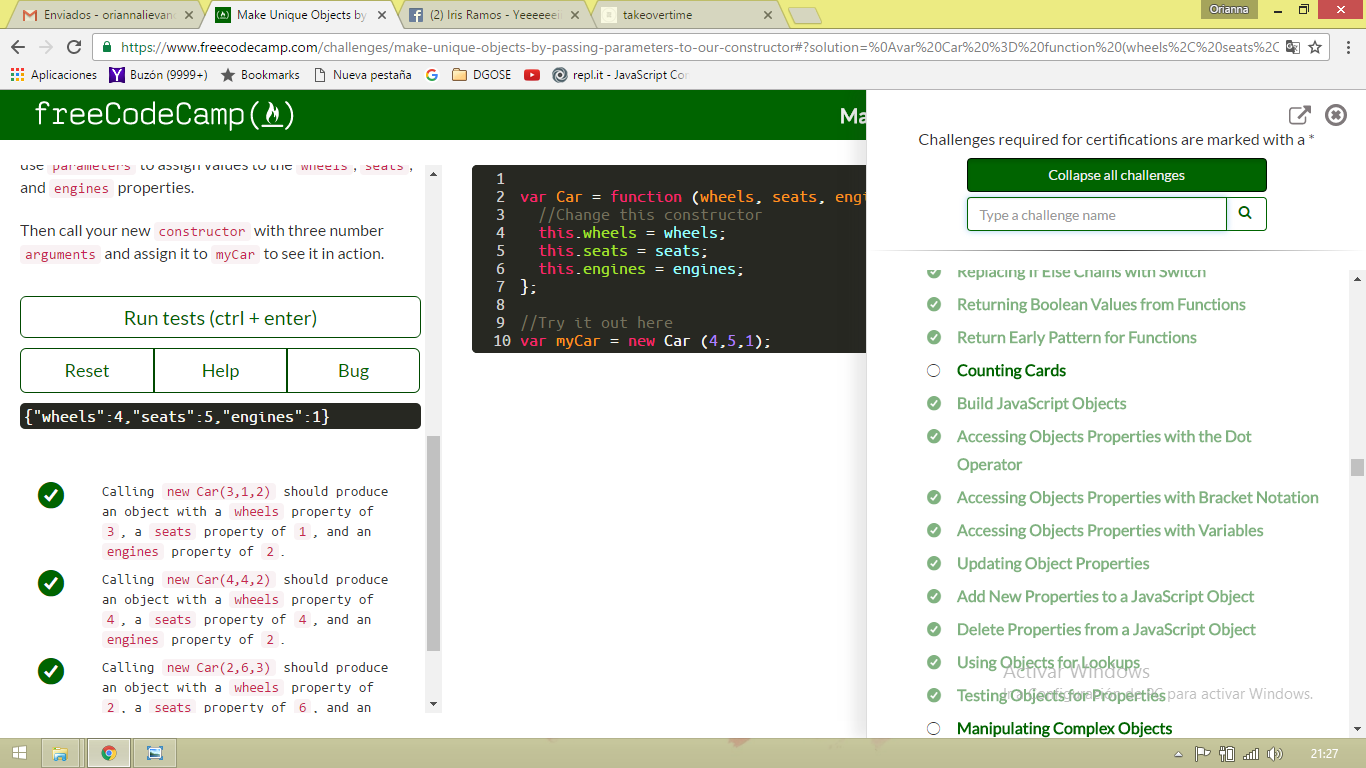 Enviados - oriannalievan
Make Unique Objects by
(2) Iris Ramos - Yeeeeeei
takeovertime
Orianna
https://www.freecodecamp.com/challenges/make-unique-objects-by-passing-parameters-to-our-constructor#?solution=%0Avar%20Car%20%3D%20function%20(wheels%2C%20seats%2C
Aplicaciones
Buzón (9999+)
Bookmarks
Nueva pestaña
DGOSE
repl.it - JavaScript Co
freeCodeCamp
Ma
use parameters to assign values to the wheels, seats,
and engines properties.
Then call your new constructor with three number
arguments and assign it to myCar to see it in action.
Run tests (ctrl + enter)
Reset
Help
Bug
{"wheels":4,"seats":5,"engines":1}
Calling new Car(3,1,2) should produce
an object with a wheels property of
3, a seats property of 1, and an
engines property of 2.
Calling new Car(4,4,2) should produce
an object with a wheels property of
4, a seats property of 4, and an
engines property of 2.
Calling new Car(2,6,3) should produce
an object with a wheels property of
2, a seats property of 6, and an
1
2 var Car = function (wheels, seats, engi
3 //Change this constructor
4 this.wheels = wheels;
5 this.seats = seats;
6 this.engines = engines;
7 };
8
9 //Try it out here
10 var myCar = new Car (4,5,1);
Challenges required for certifications are marked with a *
Collapse all challenges
Type a challenge name
Replacing If Else Chains with Switch
Returning Boolean Values from Functions
Return Early Pattern for Functions
Counting Cards
Build JavaScript Objects
Accessing Objects Properties with the Dot
Operator
Accessing Objects Properties with Bracket Notation
Accessing Objects Properties with Variables
Updating Object Properties
Add New Properties to a JavaScript Object
Delete Properties from a JavaScript Object
Using Objects for Lookups
Activar Windows
Testing Objects for Properties
para activar Windows.
Manipulating Complex Objects
21:27